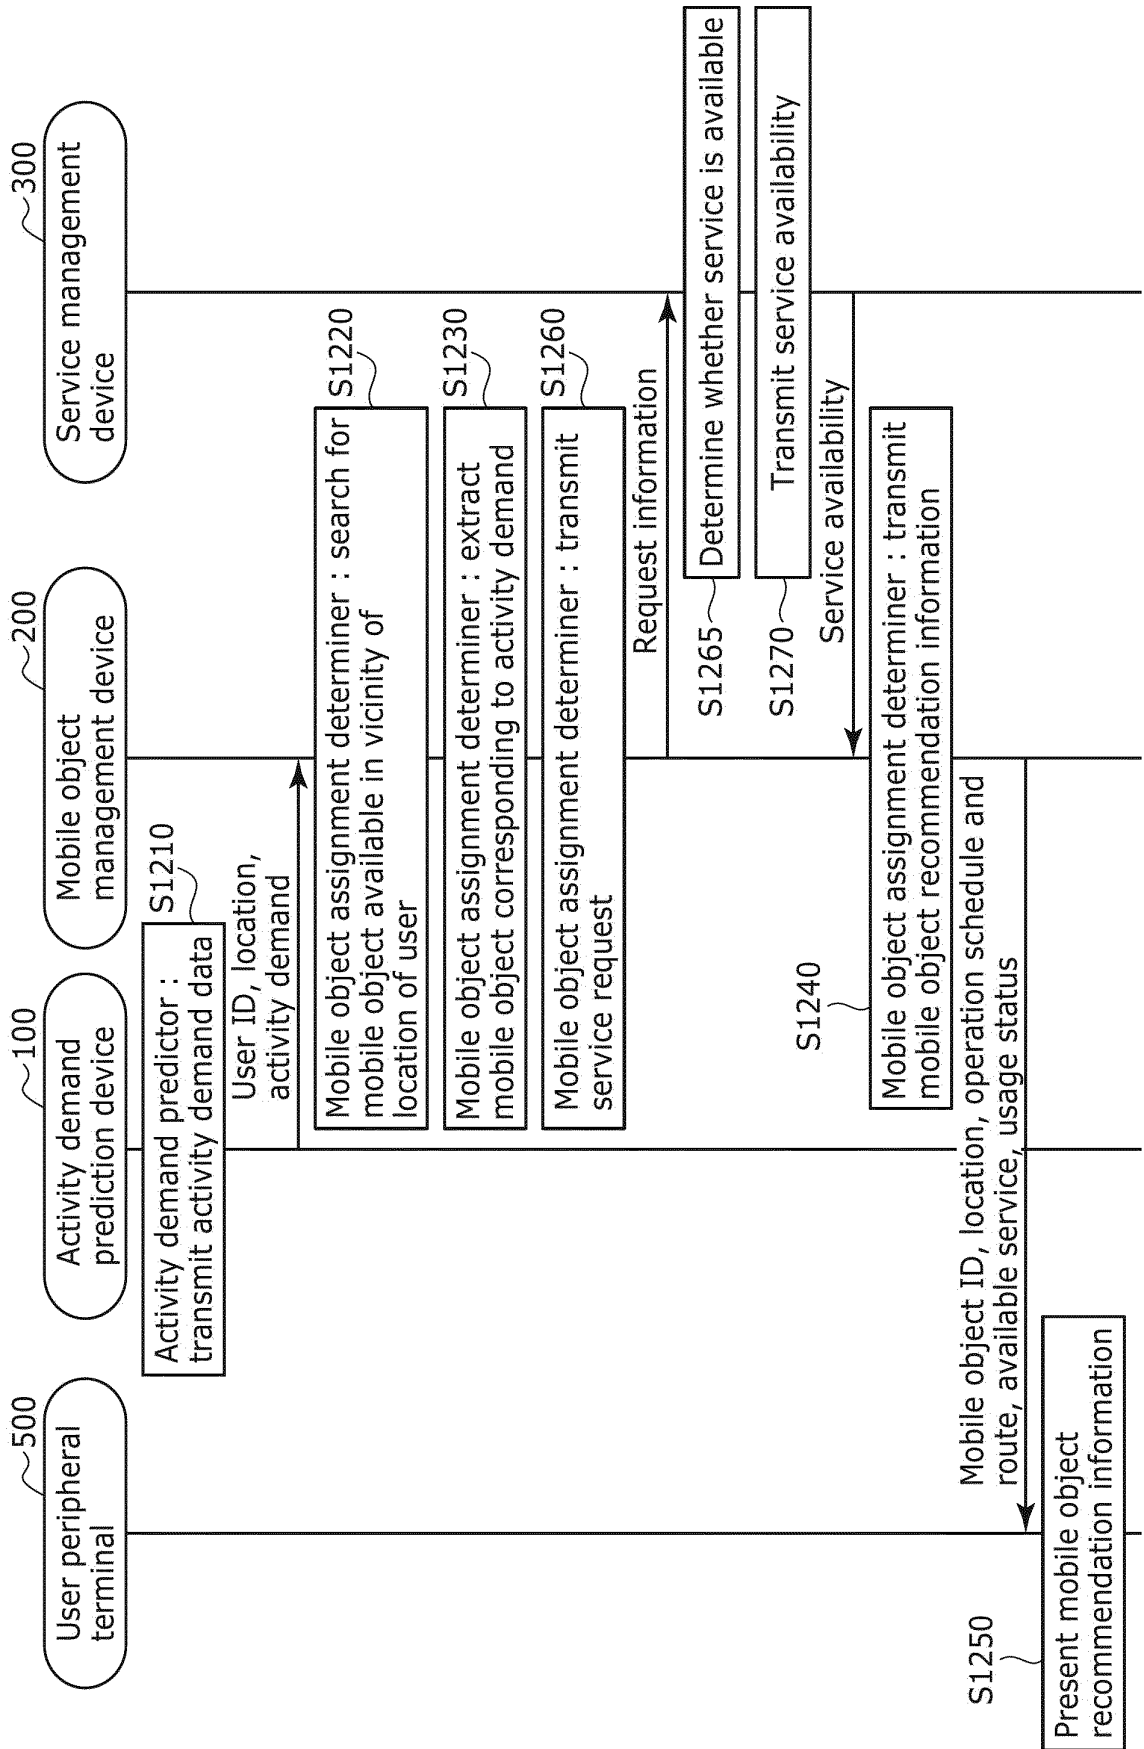 500
User peripheral
terminal
100
Activity demand
prediction device
200
Mobile object
management device
300
Service management
device
S1210
Activity demand predictor :
transmit activity demand data
User ID, location,
activity demand
S1220
Mobile object assignment determiner : search for
mobile object available in vicinity of
location of user
S1230
Mobile object assignment determiner : extract
mobile object corresponding to activity demand
S1260
Mobile object assignment determiner : transmit
service request
Request information
S1265
Determine whether service is available
S1270
Transmit service availability
Service availability
S1240
Mobile object assignment determiner : transmit
mobile object recommendation information
Mobile object ID, location, operation schedule and
route, available service, usage status
S1250
Present mobile object
recommendation information